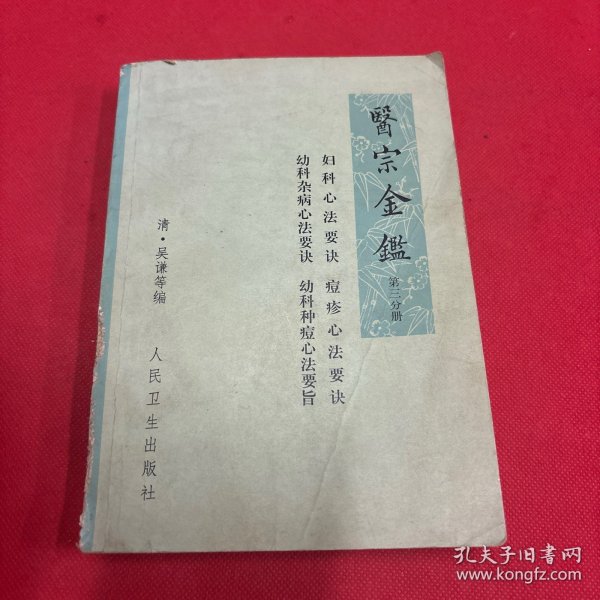 醫宗金鑑
第三分册
妇科心法要诀 痘疹心法要诀
幼科杂病心法要诀 幼科种痘心法要旨
清·吴谦等编
人民卫生出版社
孔夫子旧书网
www.kongfz.com